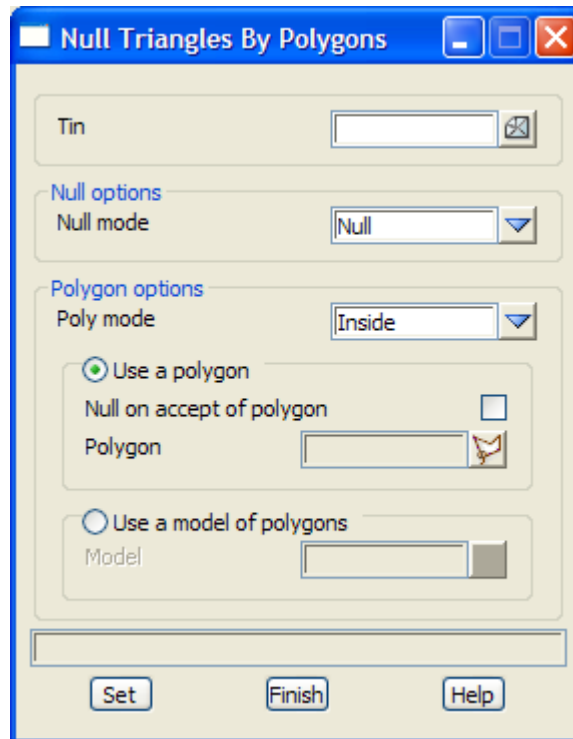 Null Triangles By Polygons
Tin
Null options
Null mode Null
Polygon options
Poly mode Inside
Use a polygon
Null on accept of polygon
Polygon
Use a model of polygons
Model
Set Finish Help